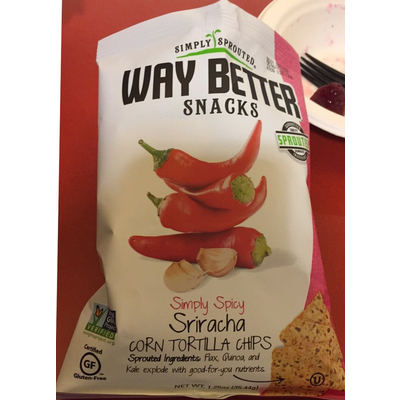 SIMPLY SPROUTED
WAY BETTER
SNACKS
SPROUTED
Simply Spicy
Sriracha
CORN TORTILLA CHIPS
Sprouted Ingredients: Flax, Quinoa, and
Kale explode with good-for-you nutrients.
VERIFIED
Certified
GF
Gluten-Free
NET WT.
U